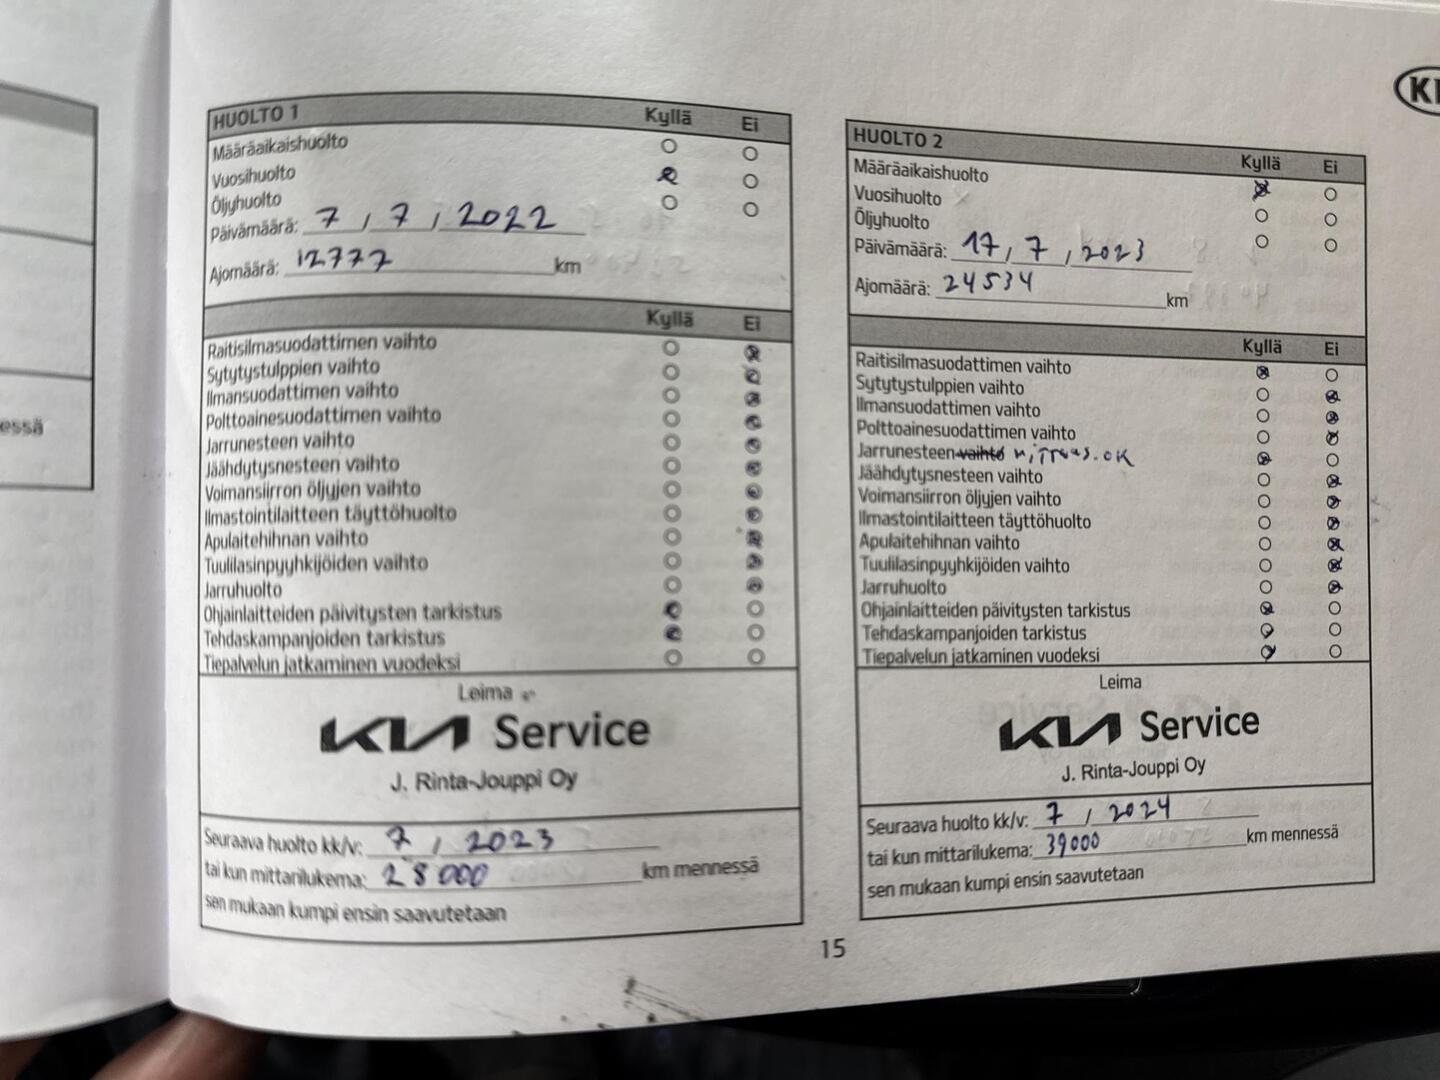 essä
KI
HUOLTO 1 Kyllä Ei
Määräaikaishuolto
Vuosihuolto
Öljyhuolto
Päivämäärä: 7 / 7 / 2022
Ajomäärä: 12777 km
Kyllä Ei
Raitisilmasuodattimen vaihto
Sytytystulppien vaihto
Ilmansuodattimen vaihto
Polttoainesuodattimen vaihto
Jarrunesteen vaihto
Jäähdytysnesteen vaihto
Voimansiirron öljyjen vaihto
Ilmastointilaitteen täyttöhuolto
Apulaitehihnan vaihto
Tuulilasinpyyhkijöiden vaihto
Jarruhuolto
Ohjainlaitteiden päivitysten tarkistus
Tehdaskampanjoiden tarkistus
Tiepalvelun jatkaminen vuodeksi
Leima
KIA Service
J. Rinta-Jouppi Oy
Seuraava huolto kk/v: 7 / 2023
tai kun mittarilukema: 28000 km mennessä
sen mukaan kumpi ensin saavutetaan
HUOLTO 2 Kyllä Ei
Määräaikaishuolto
Vuosihuolto
Öljyhuolto
Päivämäärä: 17 / 7 / 2023
Ajomäärä: 24534 km
Kyllä Ei
Raitisilmasuodattimen vaihto
Sytytystulppien vaihto
Ilmansuodattimen vaihto
Polttoainesuodattimen vaihto
Jarrunesteen vaihto mittaus.OK
Jäähdytysnesteen vaihto
Voimansiirron öljyjen vaihto
Ilmastointilaitteen täyttöhuolto
Apulaitehihnan vaihto
Tuulilasinpyyhkijöiden vaihto
Jarruhuolto
Ohjainlaitteiden päivitysten tarkistus
Tehdaskampanjoiden tarkistus
Tiepalvelun jatkaminen vuodeksi
Leima
KIA Service
J. Rinta-Jouppi Oy
Seuraava huolto kk/v: 7 / 2024
tai kun mittarilukema: 39000 km mennessä
sen mukaan kumpi ensin saavutetaan
15